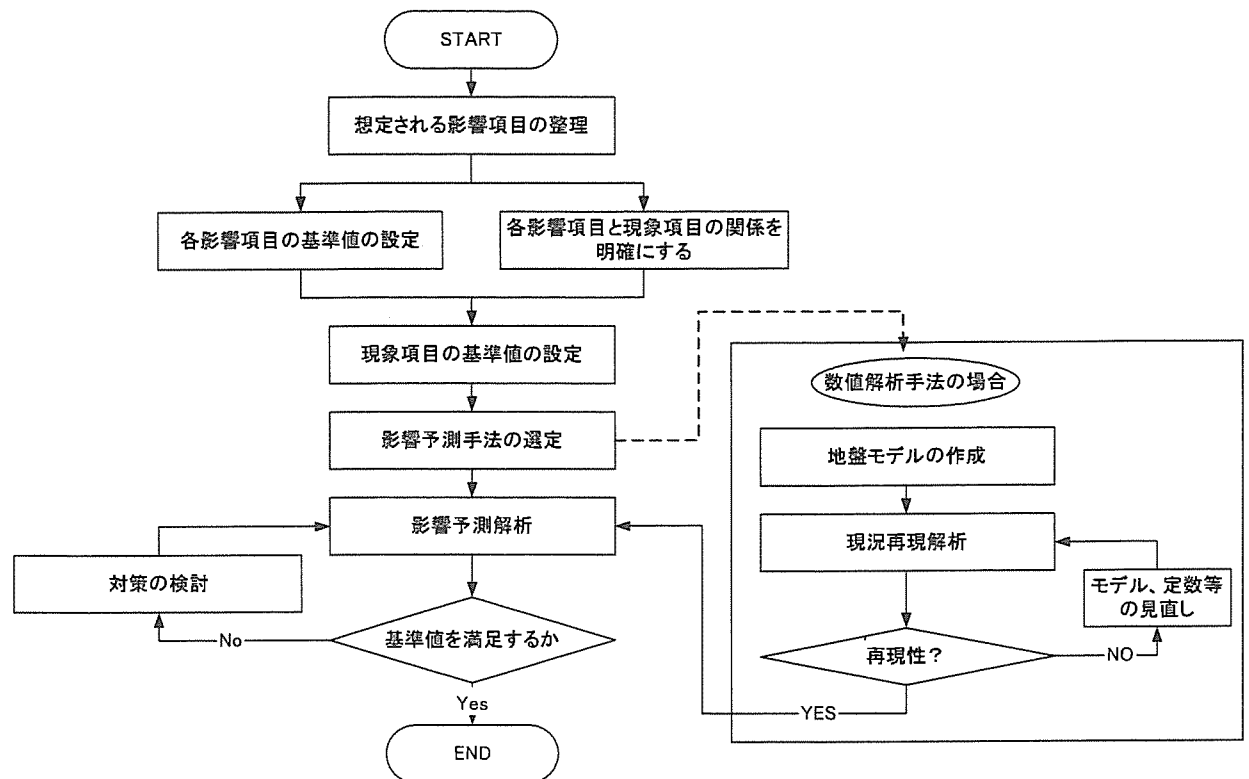 START
想定される影響項目の整理
各影響項目の基準値の設定
各影響項目と現象項目の関係を
明確にする
現象項目の基準値の設定
影響予測手法の選定
影響予測解析
対策の検討
No
基準値を満足するか
Yes
END
数値解析手法の場合
地盤モデルの作成
現況再現解析
モデル、定数等
の見直し
再現性？
NO
YES